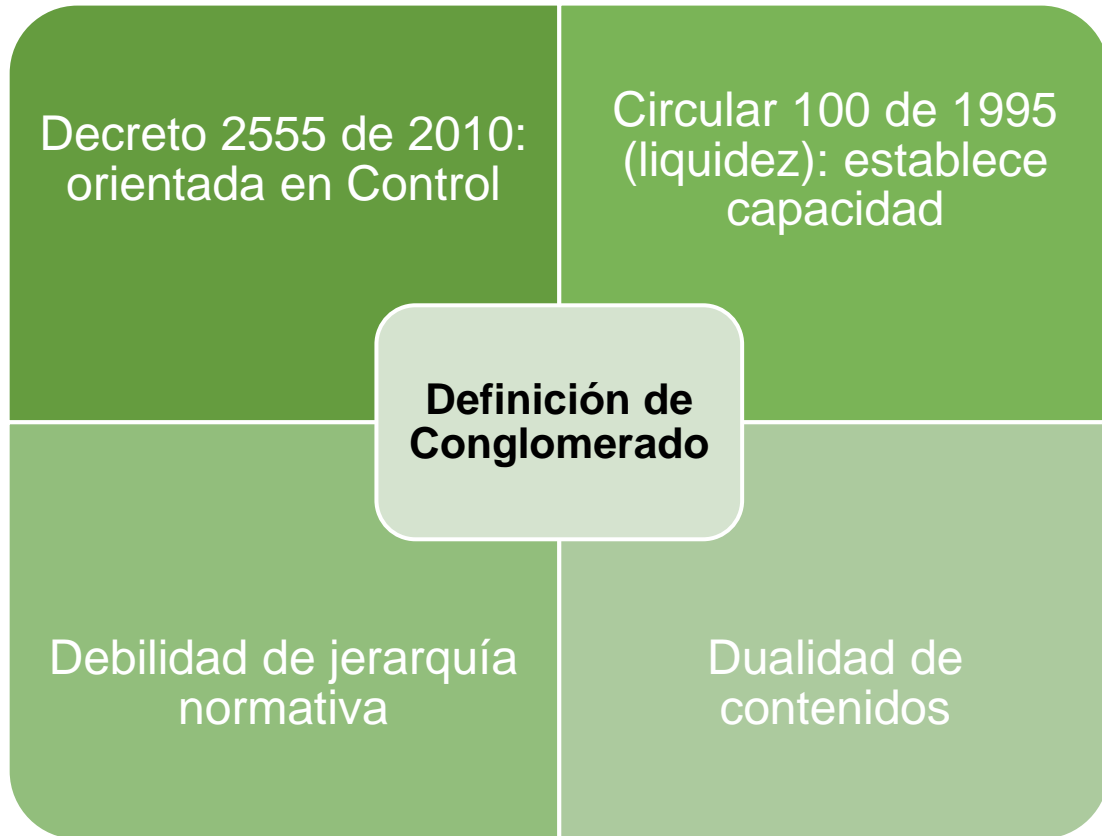 Decreto 2555 de 2010:
orientada en Control
Circular 100 de 1995
(liquidez): establece
capacidad
Definición de
Conglomerado
Debilidad de jerarquía
normativa
Dualidad de
contenidos